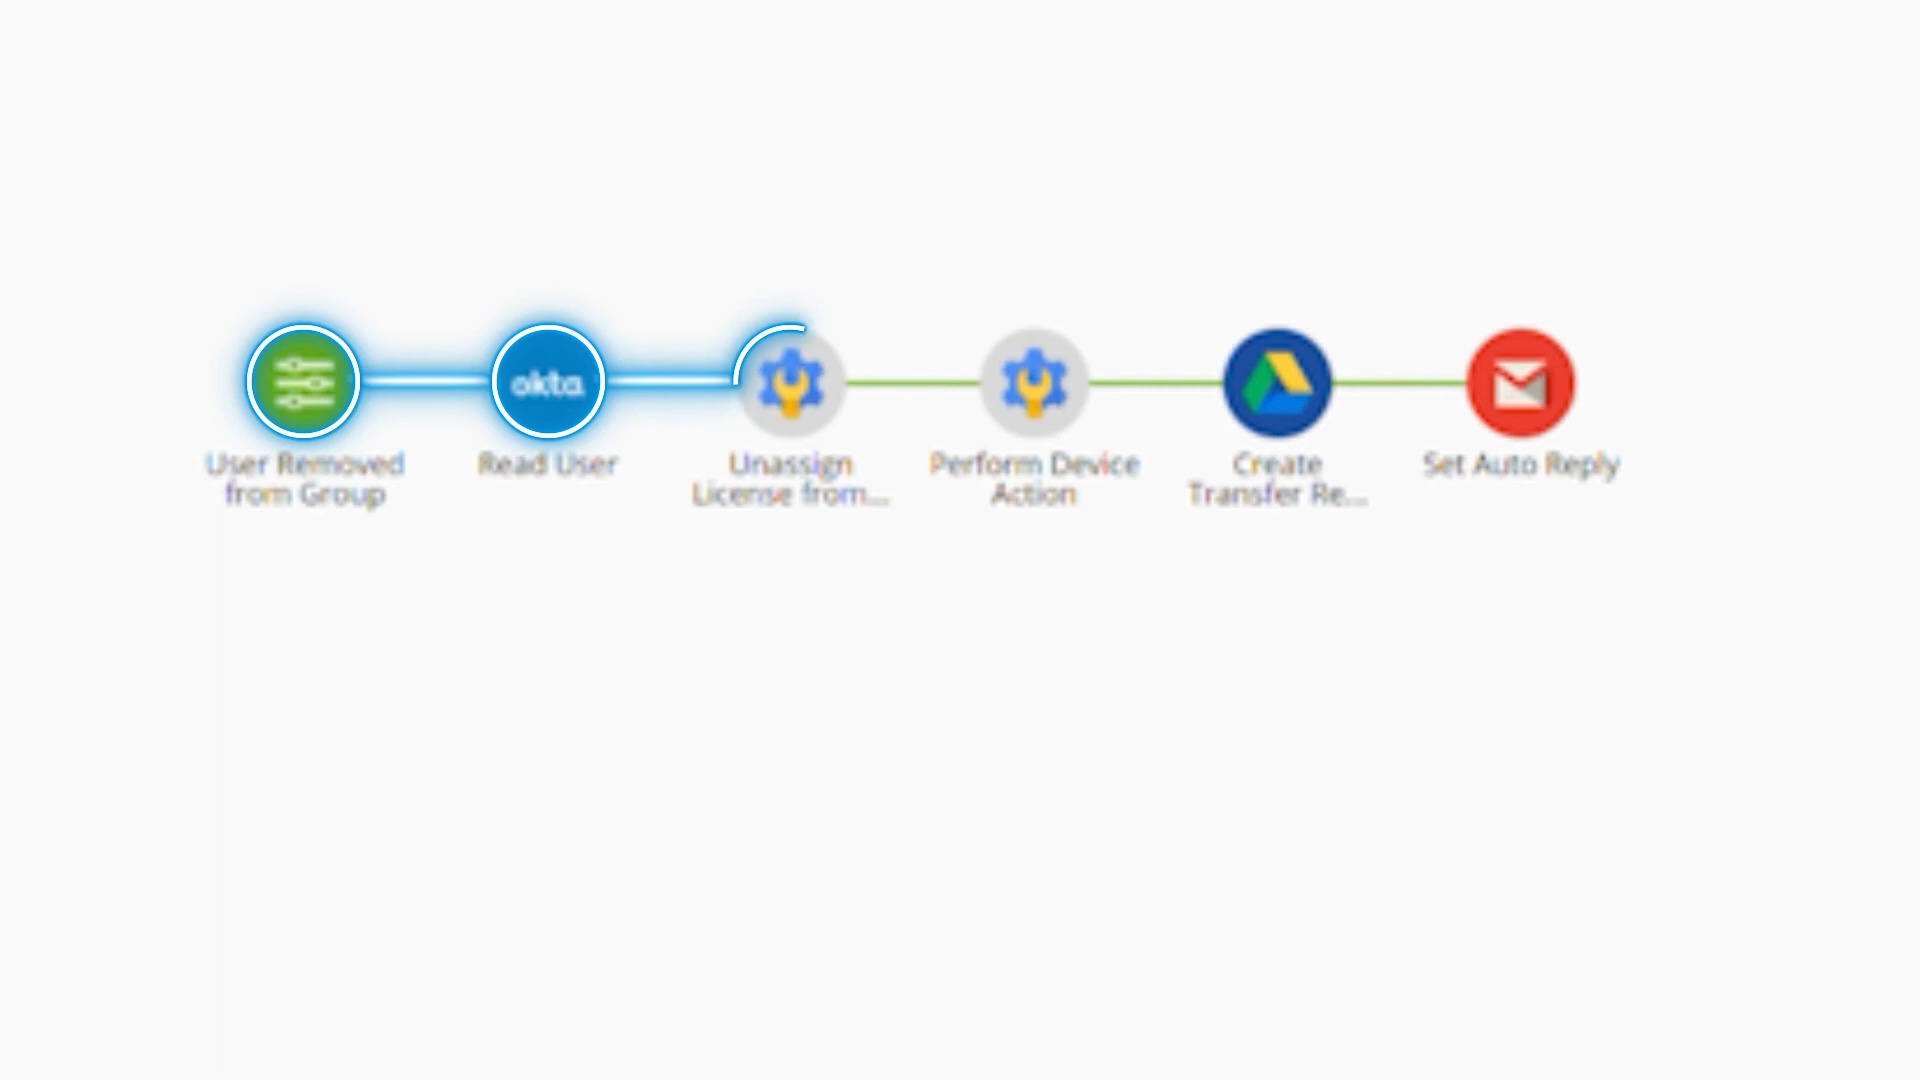 okta
User Removed
from Group
Read User
Unassign
License from...
Perform Device
Action
Create
Transfer Re...
Set Auto Reply